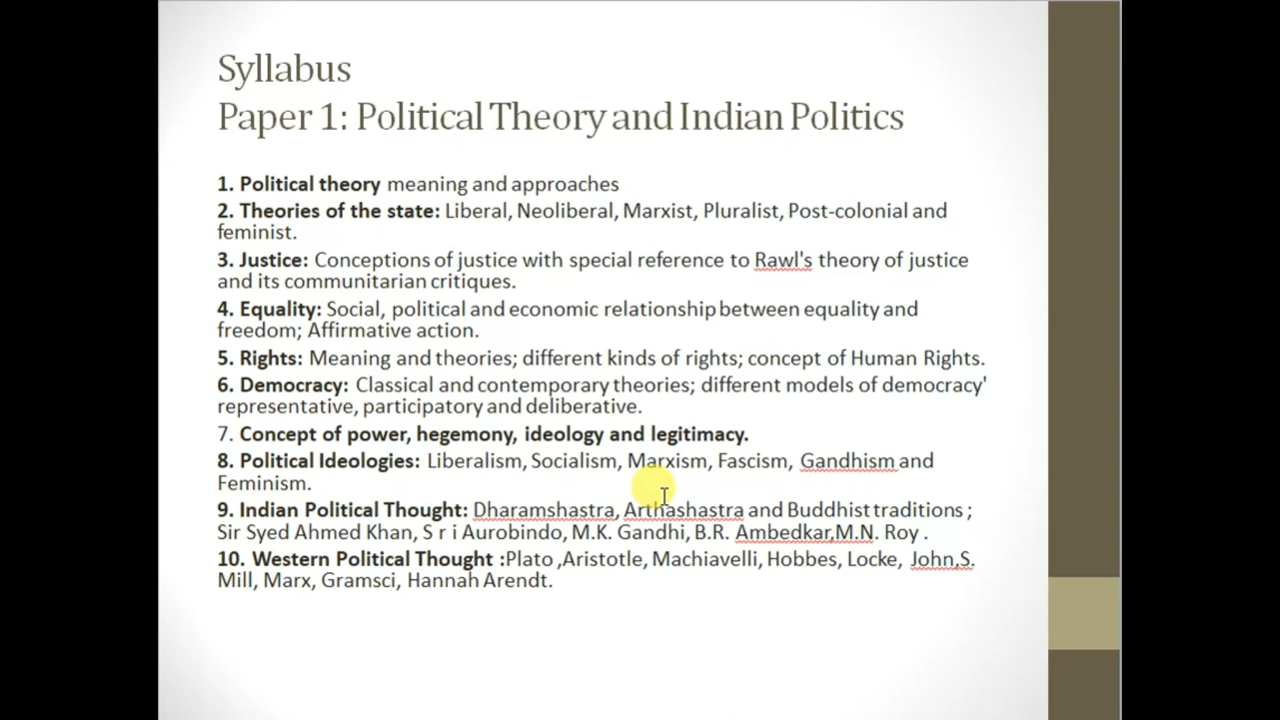 Syllabus
Paper 1: Political Theory and Indian Politics
1. Political theory meaning and approaches
2. Theories of the state: Liberal, Neoliberal, Marxist, Pluralist, Post-colonial and
feminist.
3. Justice: Conceptions of justice with special reference to Rawl's theory of justice
and its communitarian critiques.
4. Equality: Social, political and economic relationship between equality and
freedom; Affirmative action.
5. Rights: Meaning and theories; different kinds of rights; concept of Human Rights.
6. Democracy: Classical and contemporary theories; different models of democracy'
representative, participatory and deliberative.
7. Concept of power, hegemony, ideology and legitimacy.
8. Political Ideologies: Liberalism, Socialism, Marxism, Fascism, Gandhism and
Feminism.
9. Indian Political Thought: Dharamshastra, Arthashastra and Buddhist traditions ;
Sir Syed Ahmed Khan, S r i Aurobindo, M.K. Gandhi, B.R. Ambedkar,M.N. Roy .
10. Western Political Thought :Plato ,Aristotle, Machiavelli, Hobbes, Locke, John,S.
Mill, Marx, Gramsci, Hannah Arendt.